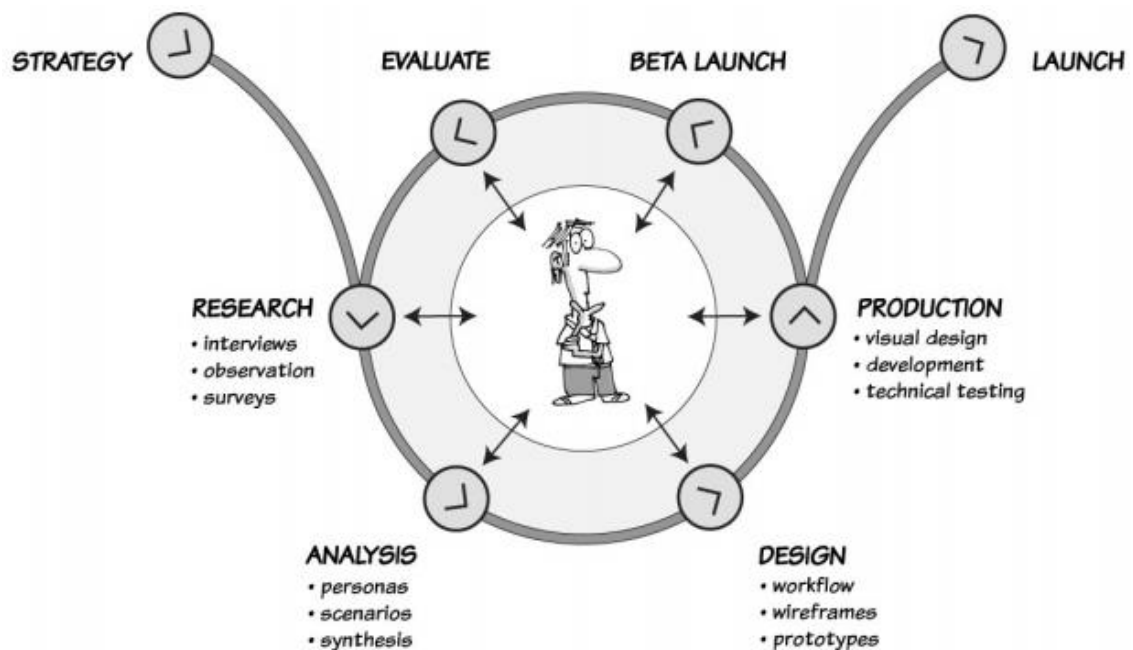 STRATEGY
EVALUATE
BETA LAUNCH
LAUNCH
RESEARCH
• interviews
• observation
• surveys
PRODUCTION
• visual design
• development
• technical testing
ANALYSIS
• personas
• scenarios
• synthesis
DESIGN
• workflow
• wireframes
• prototypes